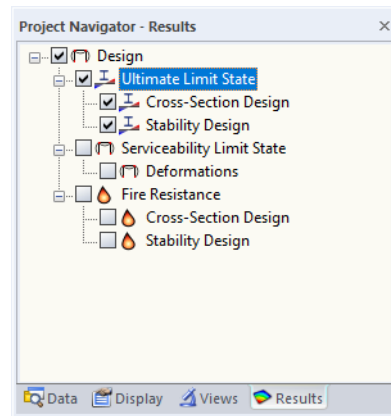 Project Navigator - Results
Design
Ultimate Limit State
Cross-Section Design
Stability Design
Serviceability Limit State
Deformations
Fire Resistance
Cross-Section Design
Stability Design
Data Display Views Results